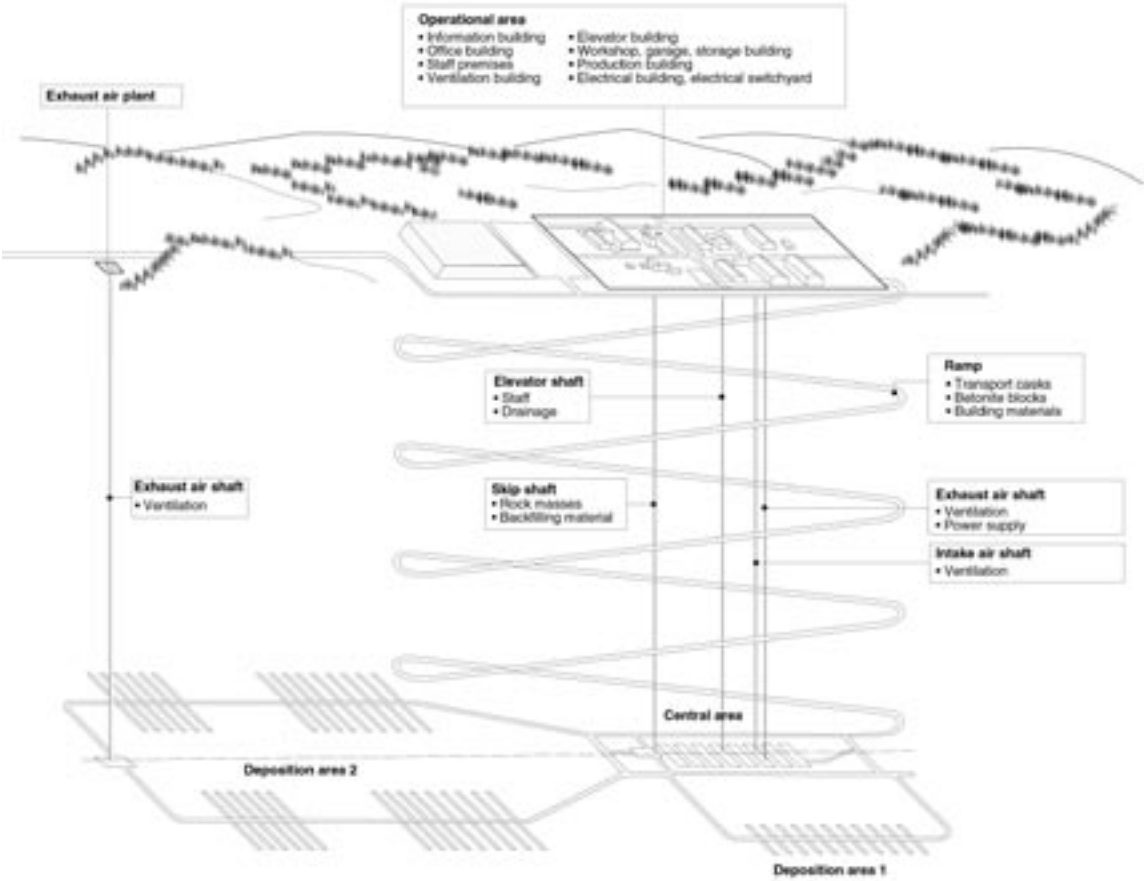 Operational area
• Information building
• Office building
• Staff premises
• Ventilation building
• Elevator building
• Workshop, garage, storage building
• Production building
• Electrical building, electrical switchyard
Exhaust air plant
Ramp
• Transport casks
• Betonite blocks
• Building materials
Elevator shaft
• Staff
• Drainage
Exhaust air shaft
• Ventilation
Skip shaft
• Rock masses
• Backfilling material
Exhaust air shaft
• Ventilation
• Power supply
Intake air shaft
• Ventilation
Central area
Deposition area 2
Deposition area 1